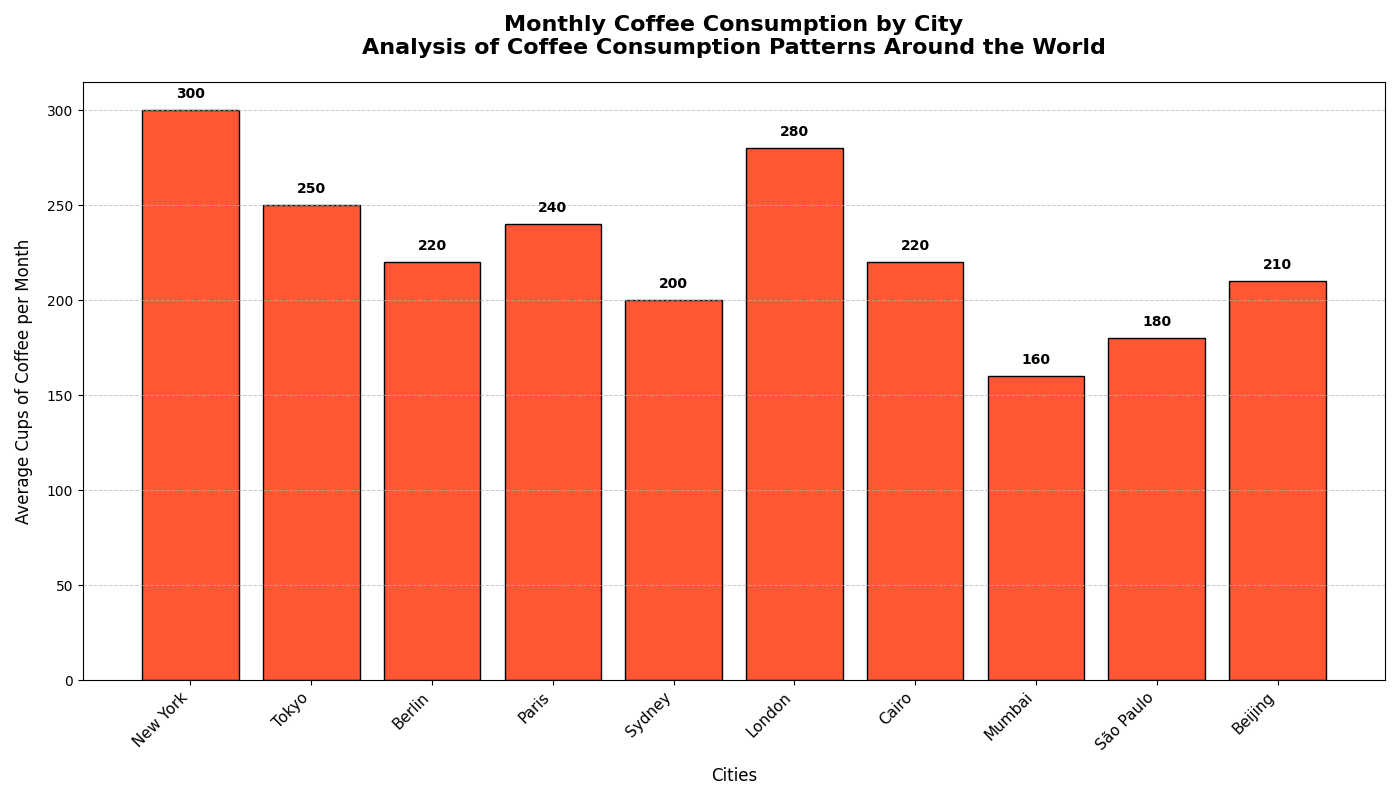 Monthly Coffee Consumption by City
Analysis of Coffee Consumption Patterns Around the World
Average Cups of Coffee per Month
300
250
200
150
100
50
0
300
250
220
240
200
280
220
160
180
210
New York
Tokyo
Berlin
Paris
Sydney
London
Cairo
Mumbai
São Paulo
Beijing
Cities